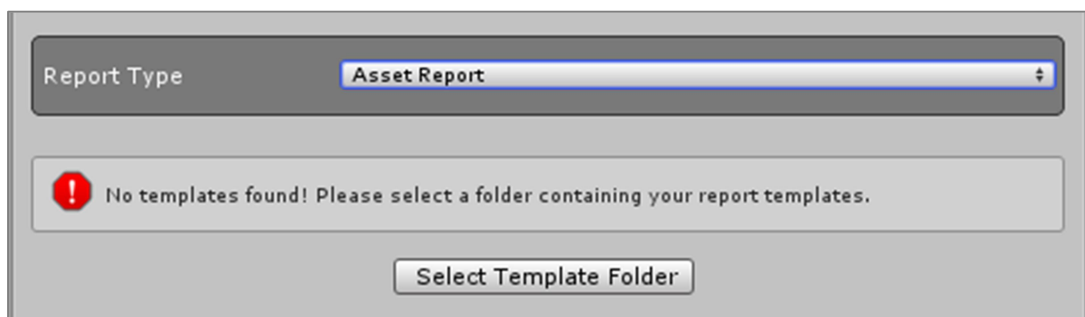 Report Type
Asset Report
No templates found! Please select a folder containing your report templates.
Select Template Folder